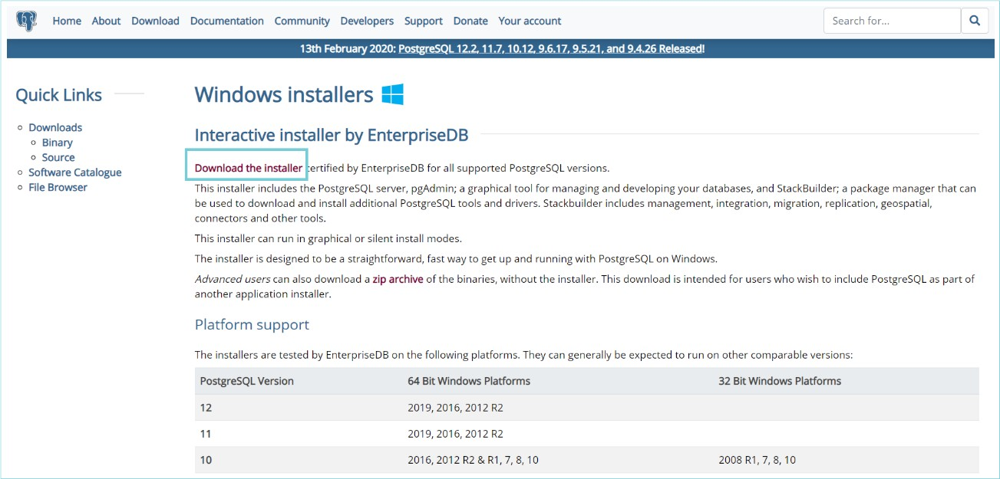 Home About Download Documentation Community Developers Support Donate Your account Search for...
13th February 2020: PostgreSQL 12.2, 11.7, 10.12, 9.6.17, 9.5.21, and 9.4.26 Released!
Quick Links
Downloads
Binary
Source
Software Catalogue
File Browser
Windows installers
Interactive installer by EnterpriseDB
Download the installer certified by EnterpriseDB for all supported PostgreSQL versions.
This installer includes the PostgreSQL server, pgAdmin; a graphical tool for managing and developing your databases, and StackBuilder; a package manager that can
be used to download and install additional PostgreSQL tools and drivers. Stackbuilder includes management, integration, migration, replication, geospatial,
connectors and other tools.
This installer can run in graphical or silent install modes.
The installer is designed to be a straightforward, fast way to get up and running with PostgreSQL on Windows.
Advanced users can also download a zip archive of the binaries, without the installer. This download is intended for users who wish to include PostgreSQL as part of
another application installer.
Platform support
The installers are tested by EnterpriseDB on the following platforms. They can generally be expected to run on other comparable versions:
PostgreSQL Version 64 Bit Windows Platforms 32 Bit Windows Platforms
12 2019, 2016, 2012 R2
11 2019, 2016, 2012 R2
10 2016, 2012 R2 & R1, 7, 8, 10 2008 R1, 7, 8, 10